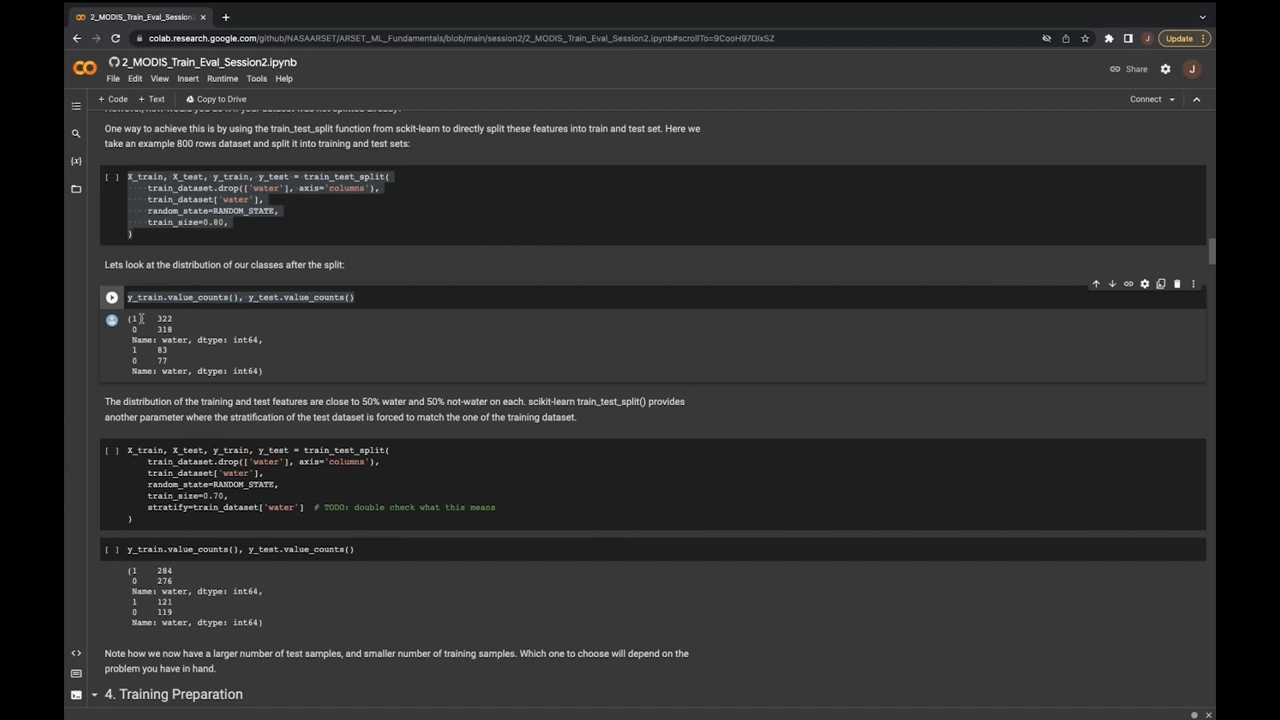 2_MODIS_Train_Eval_Session2.
colab.research.google.com/github/NASAARSET/ARSET_ML_Fundamentals/blob/main/session2/2_MODIS_Train_Eval_Session2.ipynb#scrollTo=9CooH97DlxSZ
J
Update
2_MODIS_Train_Eval_Session2.ipynb
File Edit View Insert Runtime Tools Help
Share
J
+ Code + Text Copy to Drive
Connect
One way to achieve this is by using the train_test_split function from sckit-learn to directly split these features into train and test set. Here we
take an example 800 rows dataset and split it into training and test sets:
[ ] X_train, X_test, y_train, y_test = train_test_split(
train_dataset.drop(['water'], axis='columns'),
train_dataset['water'],
random_state=RANDOM_STATE,
train_size=0.80,
)
Lets look at the distribution of our classes after the split:
y_train.value_counts(), y_test.value_counts()
(1 322
0 318
Name: water, dtype: int64,
1 83
0 77
Name: water, dtype: int64)
The distribution of the training and test features are close to 50% water and 50% not-water on each. scikit-learn train_test_split() provides
another parameter where the stratification of the test dataset is forced to match the one of the training dataset.
[ ] X_train, X_test, y_train, y_test = train_test_split(
train_dataset.drop(['water'], axis='columns'),
train_dataset['water'],
random_state=RANDOM_STATE,
train_size=0.70,
stratify=train_dataset['water'] # TODO: double check what this means
)
[ ] y_train.value_counts(), y_test.value_counts()
(1 284
0 276
Name: water, dtype: int64,
1 121
0 119
Name: water, dtype: int64)
Note how we now have a larger number of test samples, and smaller number of training samples. Which one to choose will depend on the
problem you have in hand.
4. Training Preparation